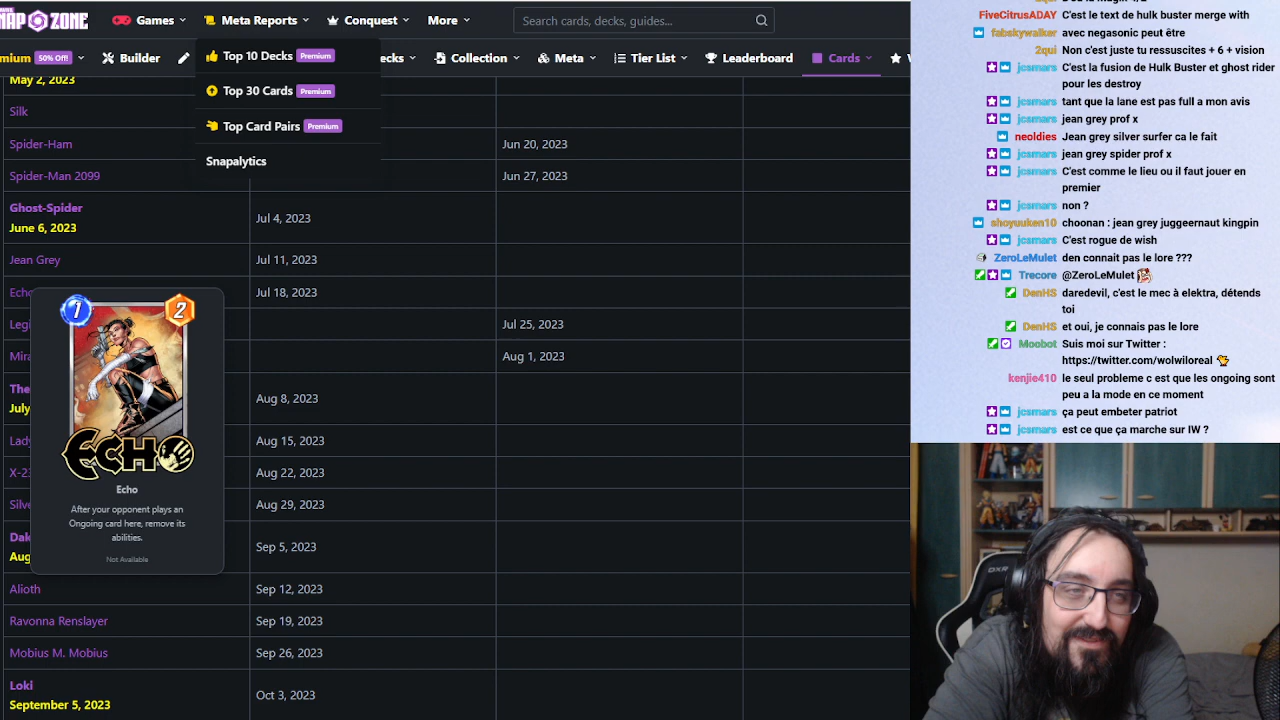 SNAP ZONE
Games
Meta Reports
Conquest
More
Search cards, decks, guides...
50% Off!
Builder
Collection
Meta
Tier List
Leaderboard
Cards
Top 10 Decks Premium
Top 30 Cards Premium
Top Card Pairs Premium
Snapalytics
May 2, 2023
Silk
Spider-Ham Jun 20, 2023
Spider-Man 2099 Jun 27, 2023
Ghost-Spider
June 6, 2023
Jul 4, 2023
Jean Grey Jul 11, 2023
Jul 18, 2023
Jul 25, 2023
Aug 1, 2023
The
Aug 8, 2023
Lady Aug 15, 2023
X-2 Aug 22, 2023
Silve Aug 29, 2023
Dak
Aug
Sep 5, 2023
Alioth Sep 12, 2023
Ravonna Renslayer Sep 19, 2023
Mobius M. Mobius Sep 26, 2023
Loki
September 5, 2023
Oct 3, 2023
1 2
ECHO
Echo
After your opponent plays an
Ongoing card here, remove its
abilities.
Not Available
FiveCitrusADAY C'est le text de hulk buster merge with
fabskywalker avec negasonic peut être
2qui Non c'est juste tu ressuscites + 6 + vision
jcsmars C'est la fusion de Hulk Buster et ghost rider
pour les destroy
jcsmars tant que la lane est pas full a mon avis
jcsmars jean grey prof x
neoldies Jean grey silver surfer ca le fait
jcsmars jean grey spider prof x
jcsmars C'est comme le lieu ou il faut jouer en
premier
jcsmars non ?
shoyuuken10 choonan : jean grey juggeernaut kingpin
jcsmars C'est rogue de wish
ZeroLeMulet den connait pas le lore ???
Trecore @ZeroLeMulet
DenHS daredevil, c'est le mec à elektra, détends
toi
DenHS et oui, je connais pas le lore
Moobot Suis moi sur Twitter :
https://twitter.com/wolwiloreal
kenjie410 le seul probleme c est que les ongoing sont
peu a la mode en ce moment
jcsmars ça peut embeter patriot
jcsmars est ce que ça marche sur IW ?